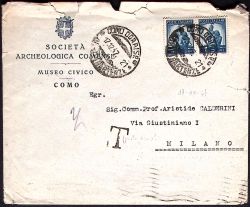 SOCIETÀ
ARCHEOLOGICA COMENSE
MUSEO CIVICO
COMO
Egr.
Sig.Comm.Prof.Aristide CALDERINI
Via Giustiniano I
MILANO
T